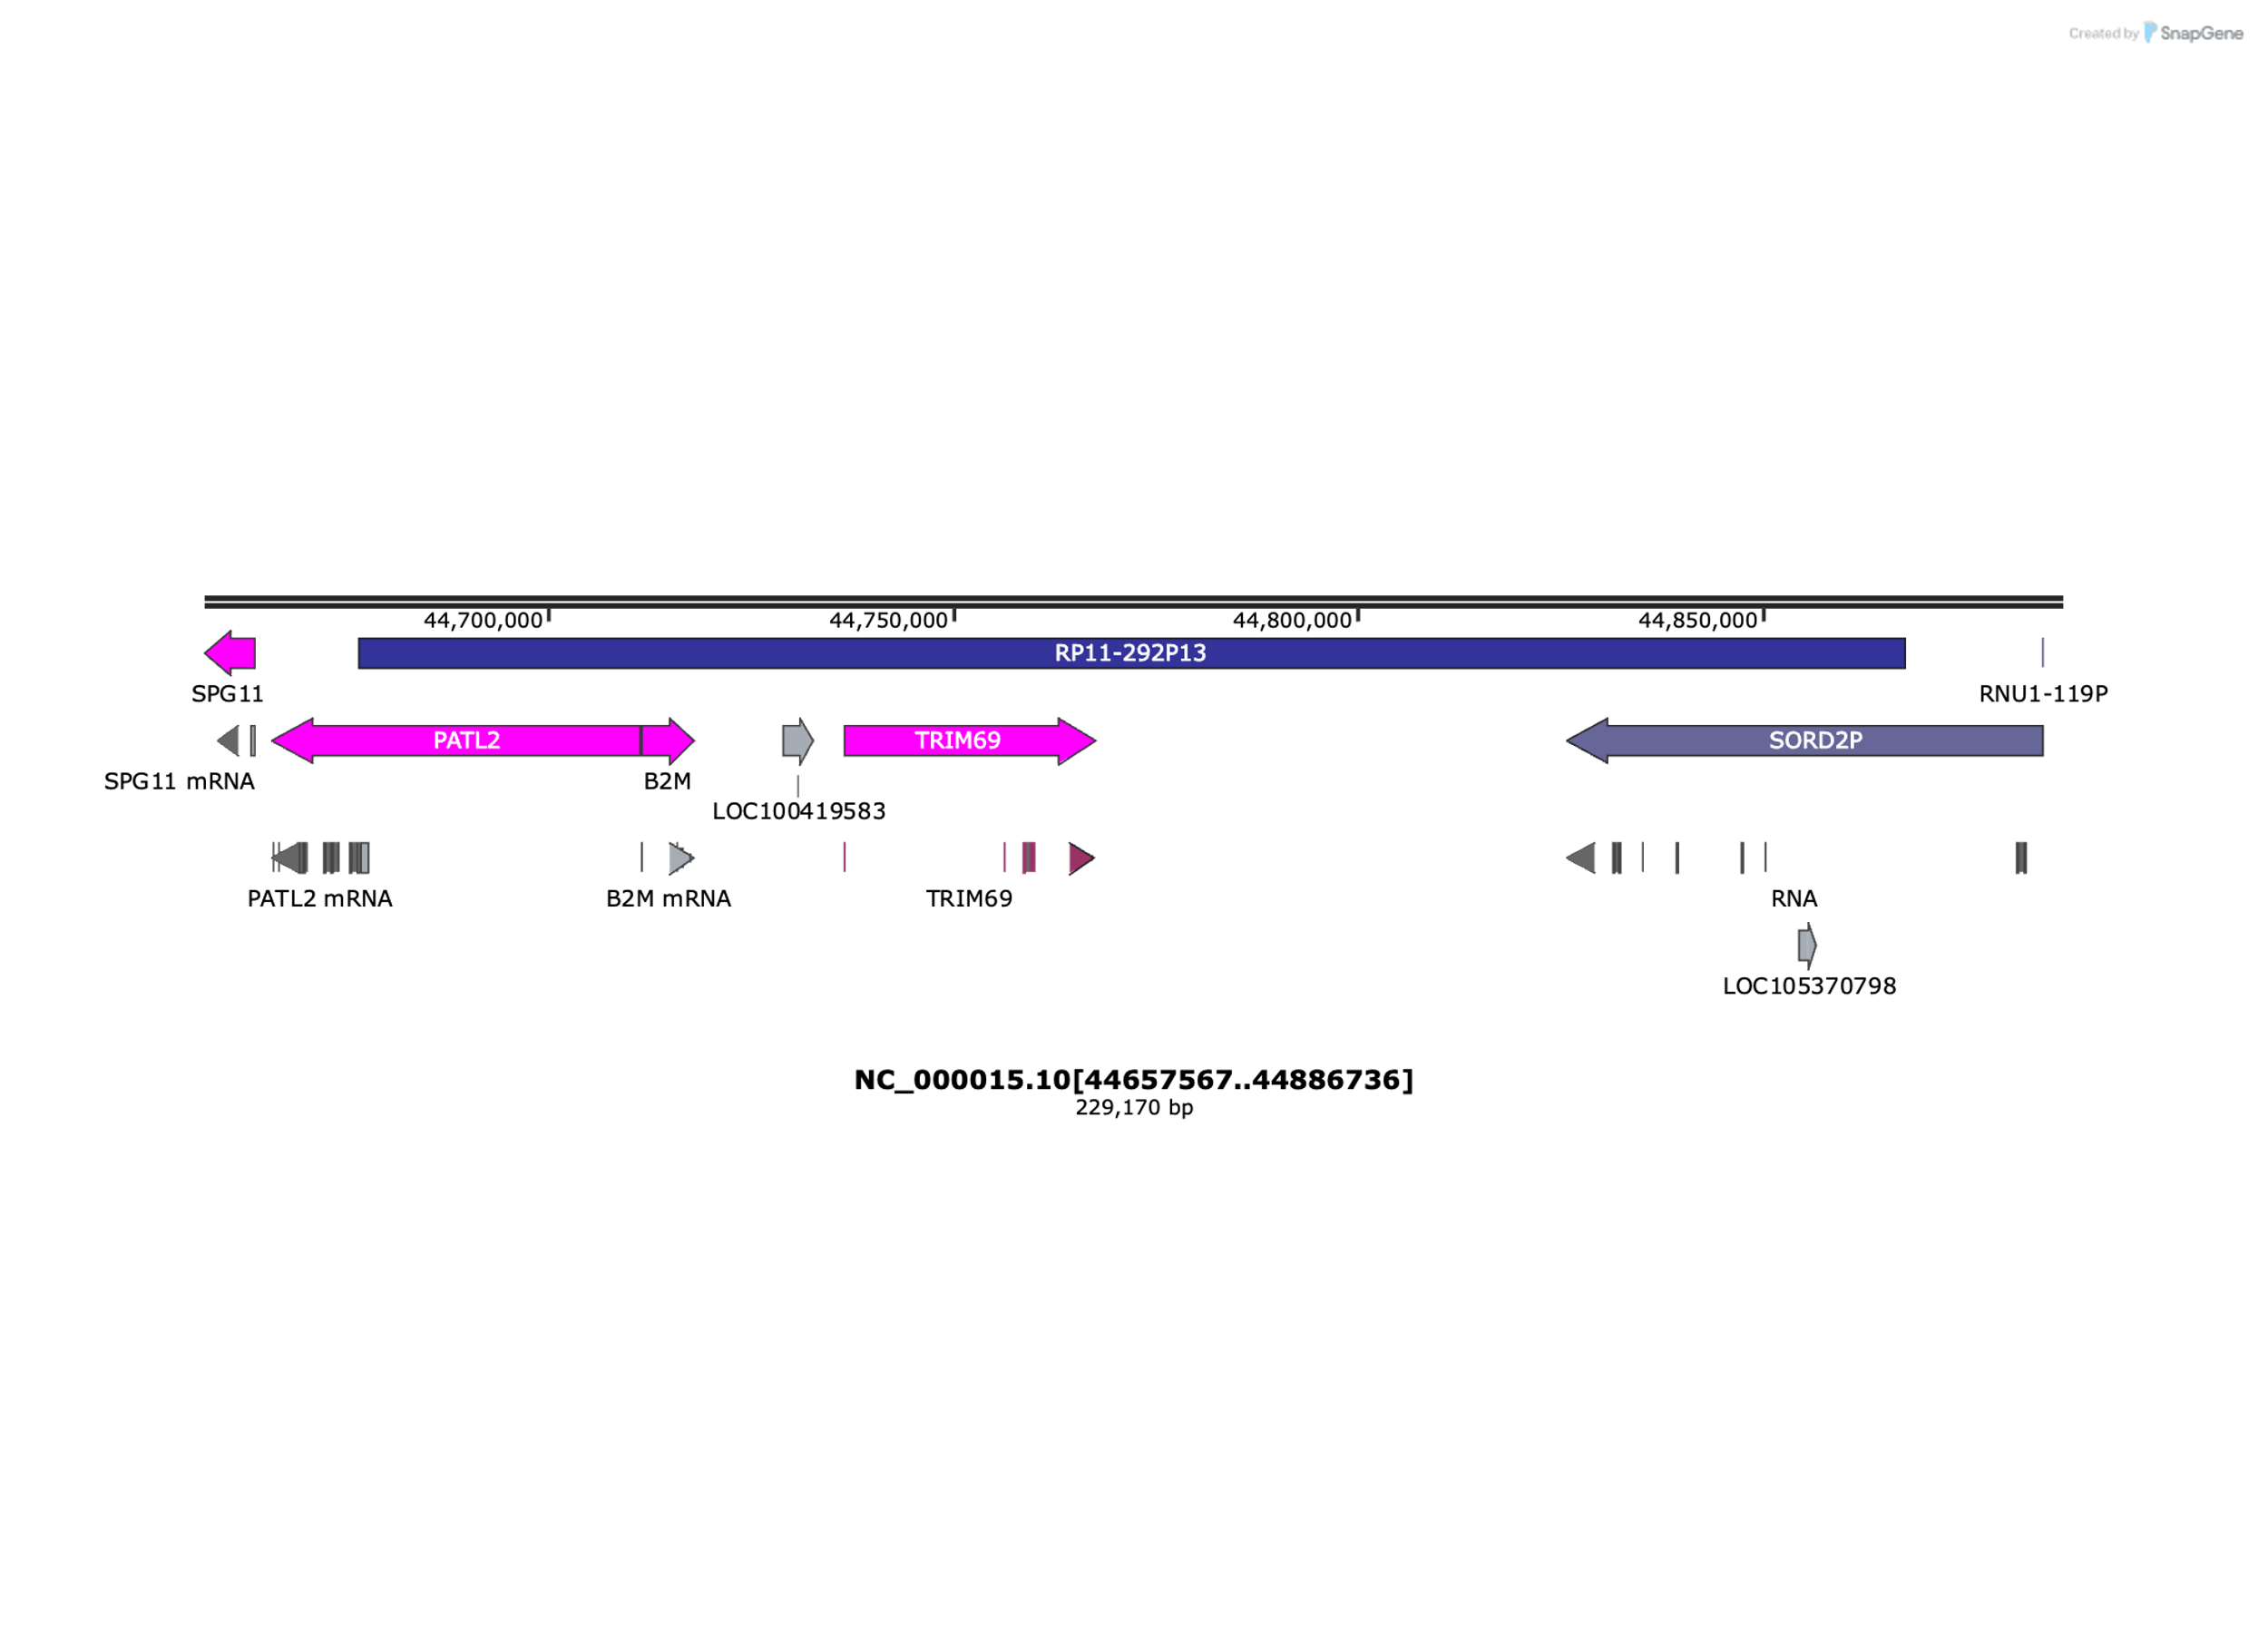 Created by SnapGene
44,700,000
44,750,000
44,800,000
44,850,000
RP11-292P13
SPG11
RNU1-119P
PATL2
TRIM69
SORD2P
SPG11 mRNA
B2M
LOC100419583
PATL2 mRNA
B2M mRNA
TRIM69
RNA
LOC105370798
NC_000015.10[44657567..44886736]
229,170 bp